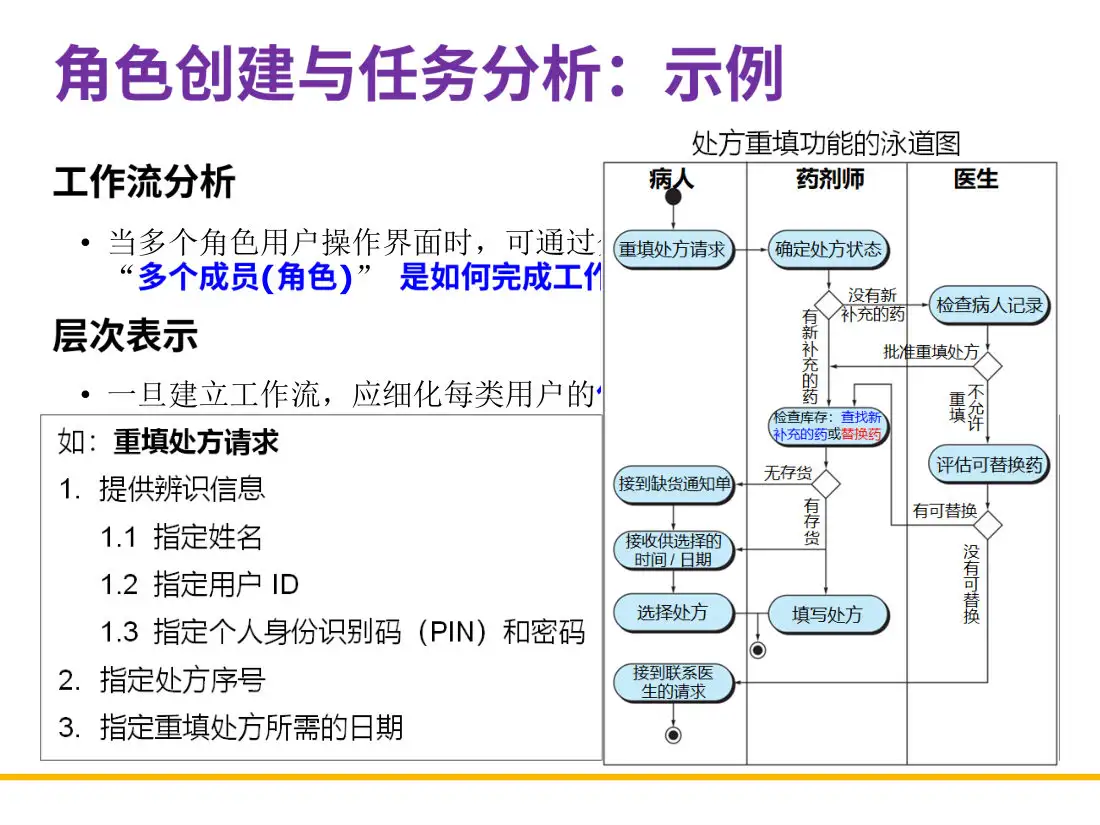 角色创建与任务分析：示例
工作流分析
• 当多个角色用户操作界面时，可通过
“多个成员(角色)” 是如何完成工作
层次表示
• 一旦建立工作流，应细化每类用户的
如：重填处方请求
1. 提供辨识信息
1.1 指定姓名
1.2 指定用户 ID
1.3 指定个人身份识别码（PIN）和密码
2. 指定处方序号
3. 指定重填处方所需的日期
处方重填功能的泳道图
病人
药剂师
医生
重填处方请求
确定处方状态
没有新
补充的药
检查病人记录
有新补充的药
批准重填处方
不允许
重填
检查库存：查找新
补充的药或替换药
评估可替换药
无存货
接到缺货通知单
有存货
有可替换
接收供选择的
时间 / 日期
没有可替换
选择处方
填写处方
接到联系医
生的请求